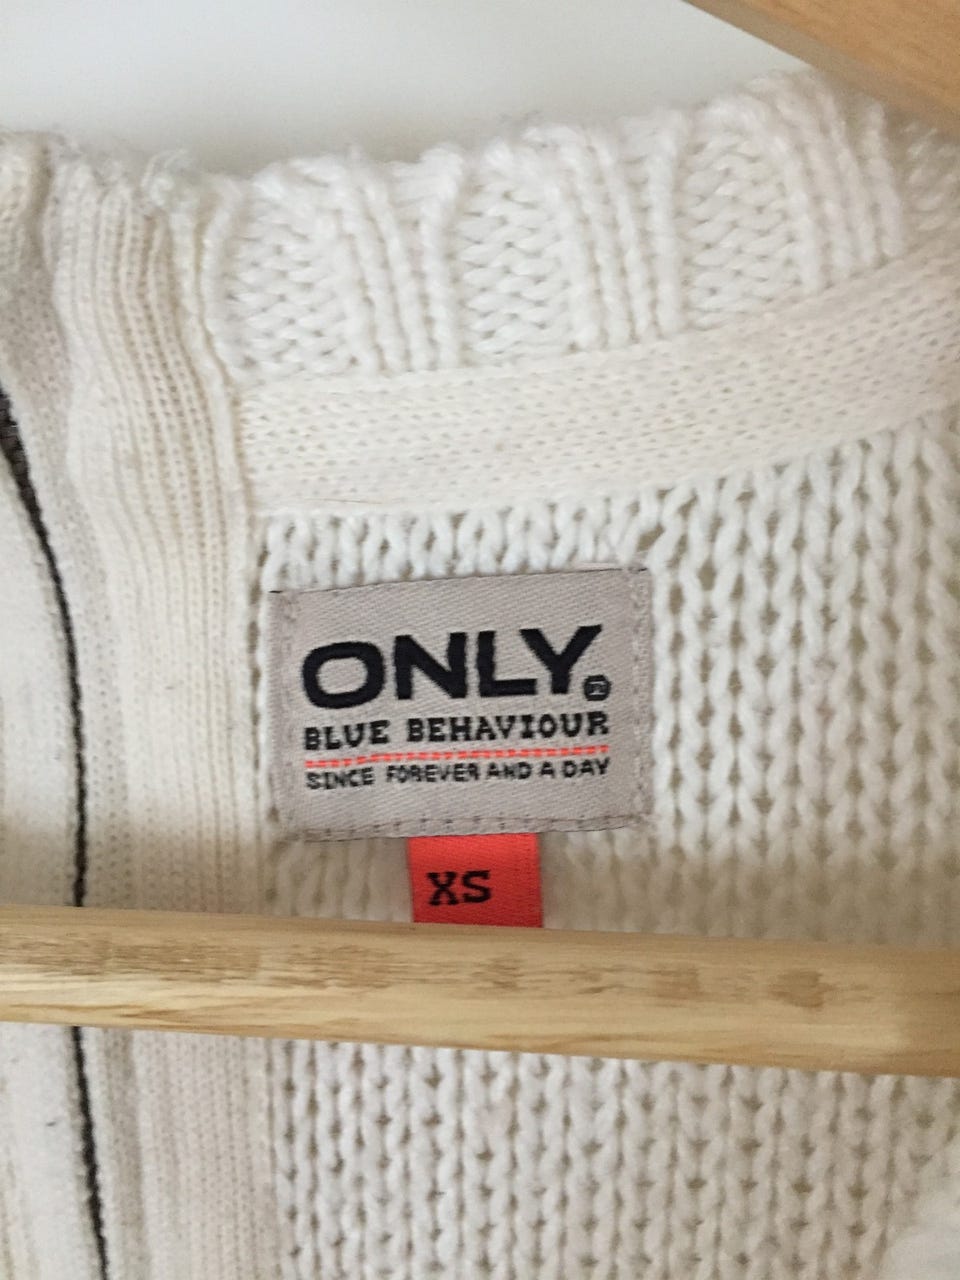 ONLY®
BLUE BEHAVIOUR
SINCE FOREVER AND A DAY
XS